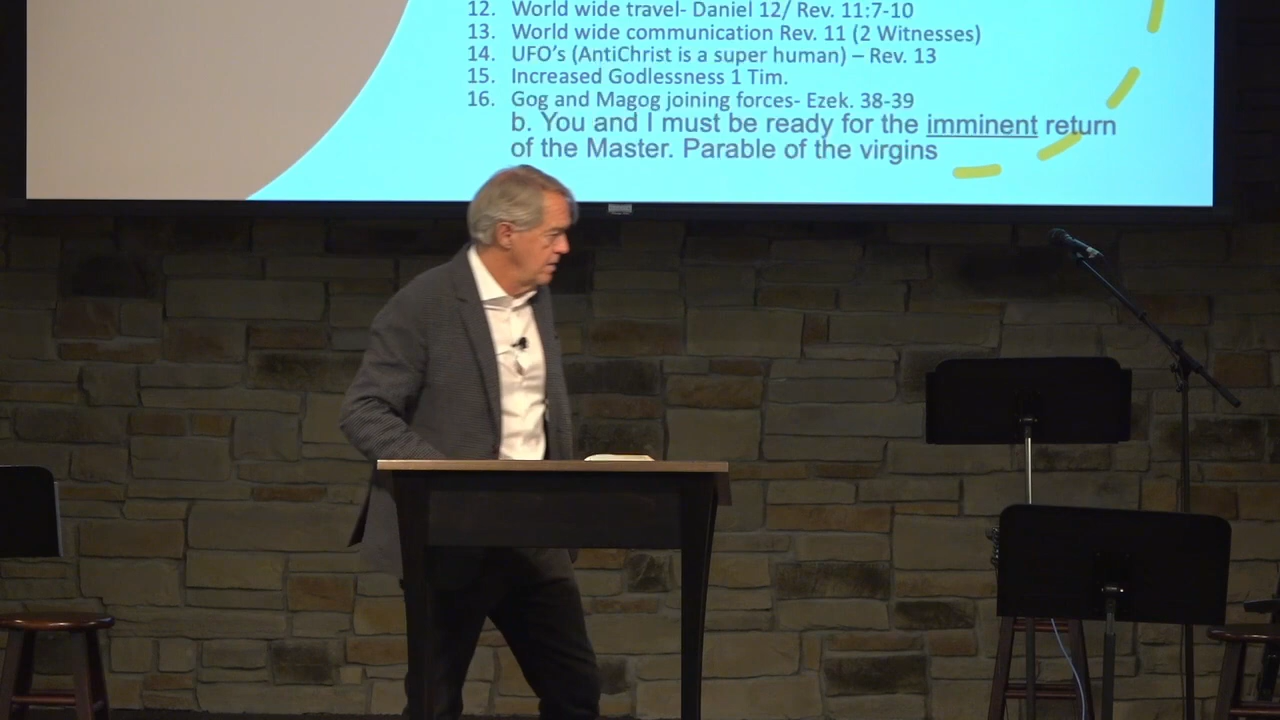 12. World wide travel- Daniel 12/ Rev. 11:7-10
13. World wide communication Rev. 11 (2 Witnesses)
14. UFO's (AntiChrist is a super human) – Rev. 13
15. Increased Godlessness 1 Tim.
16. Gog and Magog joining forces- Ezek. 38-39
b. You and I must be ready for the imminent return
of the Master. Parable of the virgins